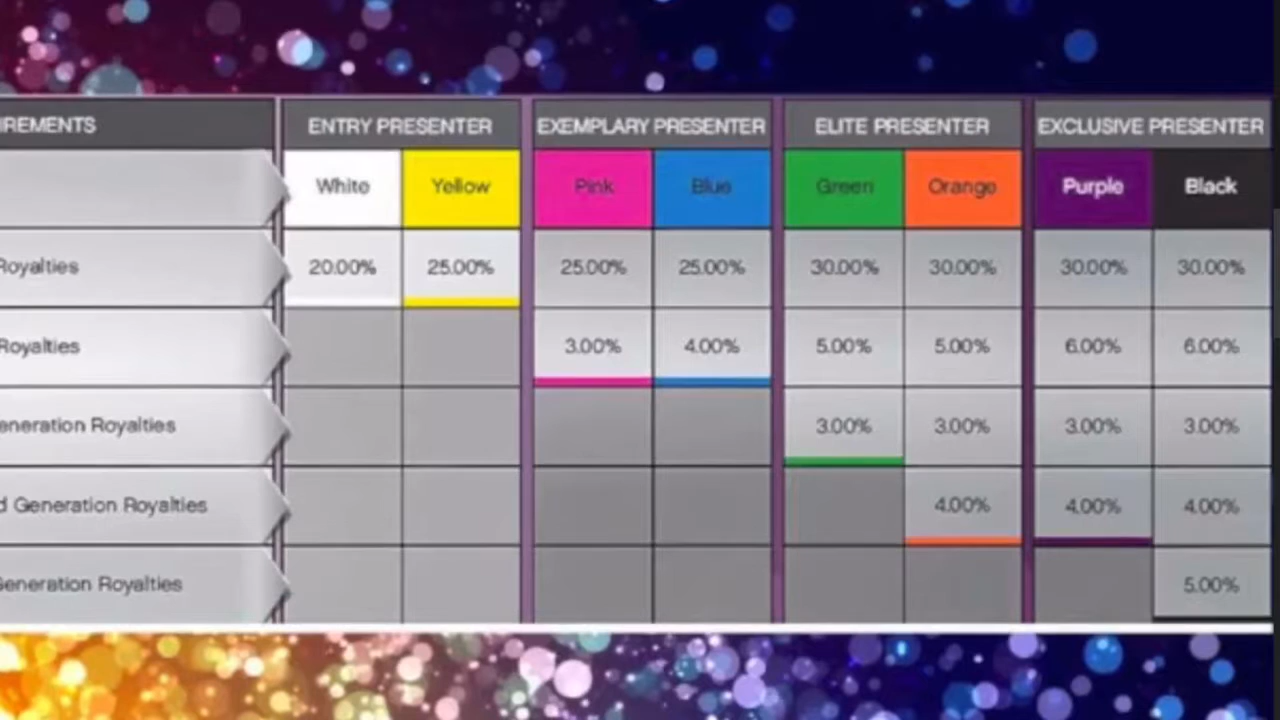 IREMENTS ENTRY PRESENTER EXEMPLARY PRESENTER ELITE PRESENTER EXCLUSIVE PRESENTER
White Yellow Pink Blue Green Orange Purple Black
Royalties 20.00% 25.00% 25.00% 25.00% 30.00% 30.00% 30.00% 30.00%
Royalties 3.00% 4.00% 5.00% 5.00% 6.00% 6.00%
eneration Royalties 3.00% 3.00% 3.00% 3.00%
d Generation Royalties 4.00% 4.00% 4.00%
Generation Royalties 5.00%